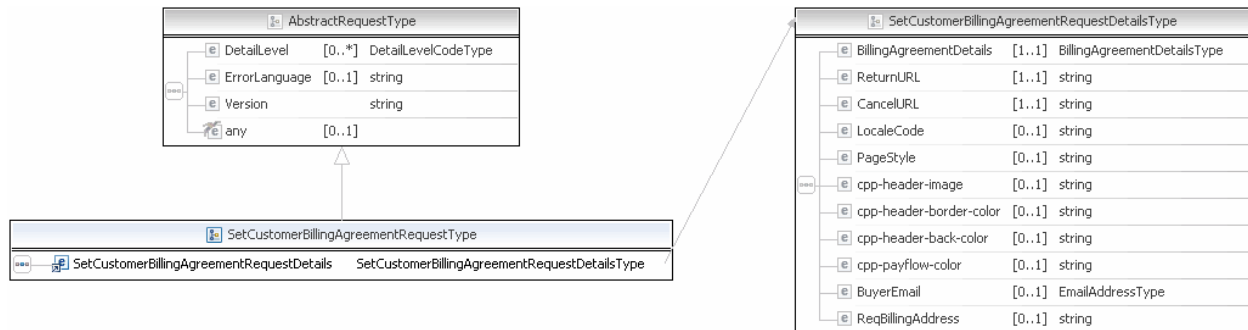 AbstractRequestType
DetailLevel [0..*] DetailLevelCodeType
ErrorLanguage [0..1] string
Version string
any [0..1]
SetCustomerBillingAgreementRequestType
SetCustomerBillingAgreementRequestDetails SetCustomerBillingAgreementRequestDetailsType
SetCustomerBillingAgreementRequestDetailsType
BillingAgreementDetails [1..1] BillingAgreementDetailsType
ReturnURL [1..1] string
CancelURL [1..1] string
LocaleCode [0..1] string
PageStyle [0..1] string
cpp-header-image [0..1] string
cpp-header-border-color [0..1] string
cpp-header-back-color [0..1] string
cpp-payflow-color [0..1] string
BuyerEmail [0..1] EmailAddressType
ReqBillingAddress [0..1] string